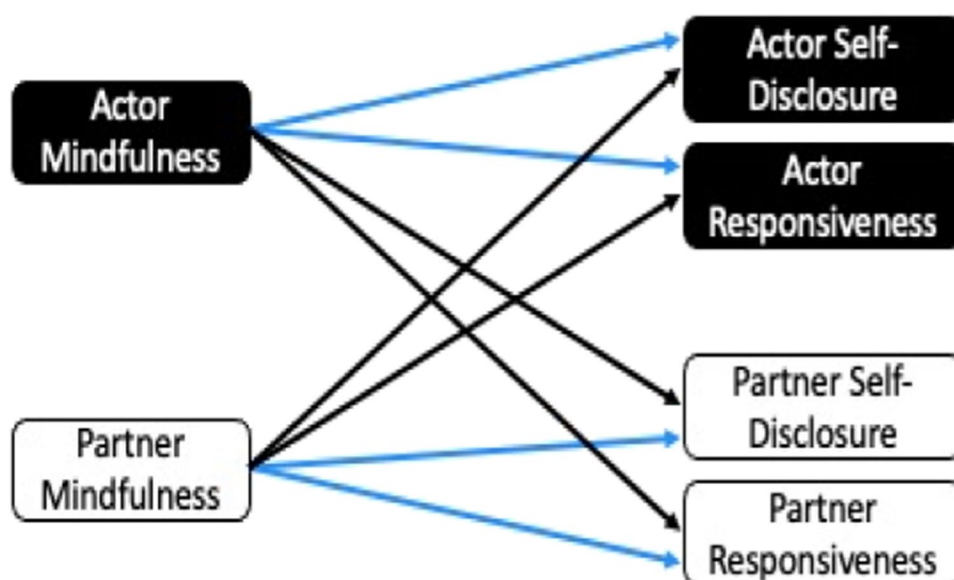 Actor
Mindfulness
Partner
Mindfulness
Actor Self-
Disclosure
Actor
Responsiveness
Partner Self-
Disclosure
Partner
Responsiveness